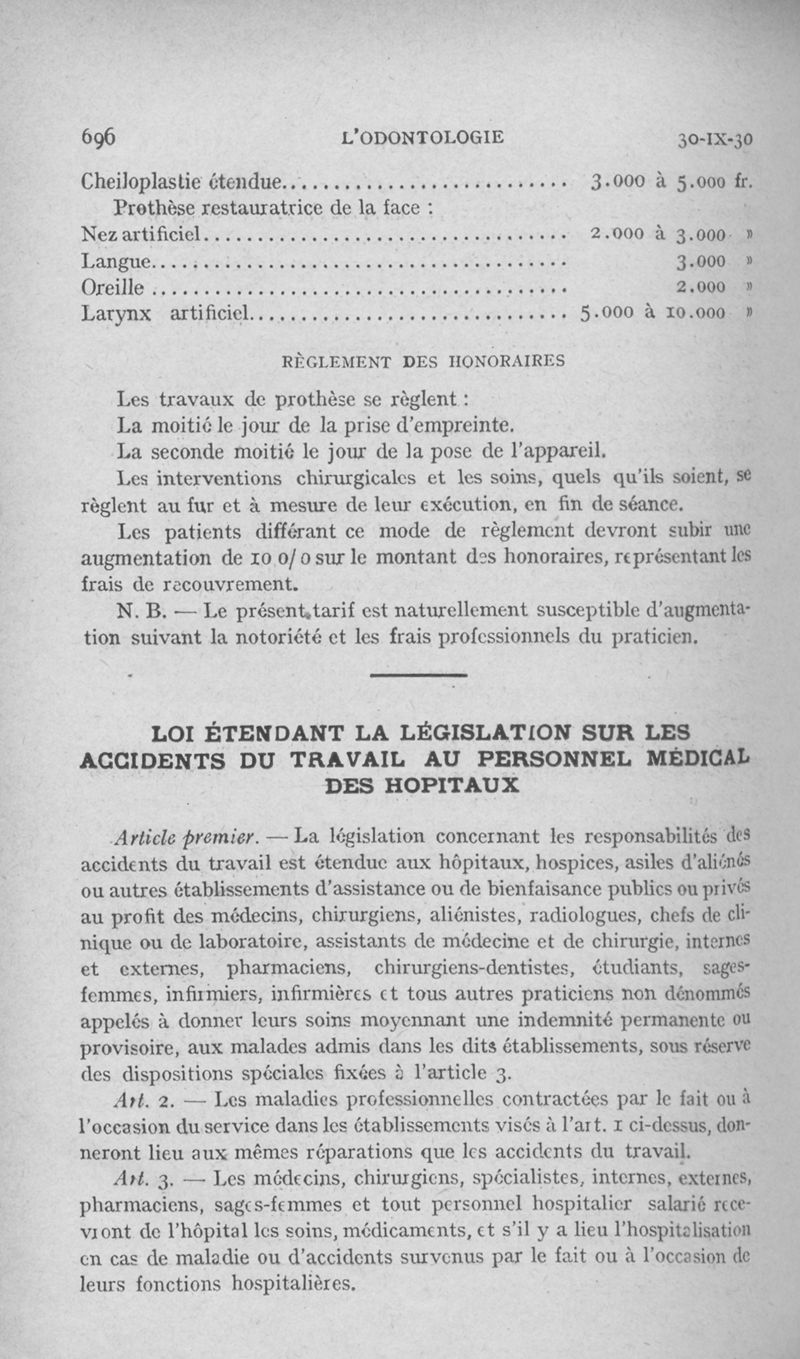 696 L'ODONTOLOGIE 30-IX-30
Cheiloplastie étendue............................ 3.000 à 5.000 fr.
Prothèse restauratrice de la face :
Nez artificiel.................................. 2.000 à 3.000 »
Langue...................................... 3.000 »
Oreille ...................................... 2.000 »
Larynx artificiel.............................. 5.000 à 10.000 »
RÈGLEMENT DES HONORAIRES
Les travaux de prothèse se règlent :
La moitié le jour de la prise d'empreinte.
La seconde moitié le jour de la pose de l'appareil.
Les interventions chirurgicales et les soins, quels qu'ils soient, se
règlent au fur et à mesure de leur exécution, en fin de séance.
Les patients différant ce mode de règlement devront subir une
augmentation de 10 0/0 sur le montant des honoraires, représentant les
frais de recouvrement.
N. B. — Le présent tarif est naturellement susceptible d'augmenta-
tion suivant la notoriété et les frais professionnels du praticien.
LOI ÉTENDANT LA LÉGISLATION SUR LES
ACCIDENTS DU TRAVAIL AU PERSONNEL MÉDICAL
DES HOPITAUX
Article premier. — La législation concernant les responsabilités des
accidents du travail est étendue aux hôpitaux, hospices, asiles d'aliénés
ou autres établissements d'assistance ou de bienfaisance publics ou privés
au profit des médecins, chirurgiens, aliénistes, radiologues, chefs de cli-
nique ou de laboratoire, assistants de médecine et de chirurgie, internes
et externes, pharmaciens, chirurgiens-dentistes, étudiants, sages-
femmes, infirmiers, infirmières et tous autres praticiens non dénommés
appelés à donner leurs soins moyennant une indemnité permanente ou
provisoire, aux malades admis dans les dits établissements, sous réserve
des dispositions spéciales fixées à l'article 3.
Art. 2. — Les maladies professionnelles contractées par le fait ou à
l'occasion du service dans les établissements visés à l'art. 1 ci-dessus, don-
neront lieu aux mêmes réparations que les accidents du travail.
Art. 3. — Les médecins, chirurgiens, spécialistes, internes, externes,
pharmaciens, sages-femmes et tout personnel hospitalier salarié rece-
vront de l'hôpital les soins, médicaments, et s'il y a lieu l'hospitalisation
en cas de maladie ou d'accidents survenus par le fait ou à l'occasion de
leurs fonctions hospitalières.